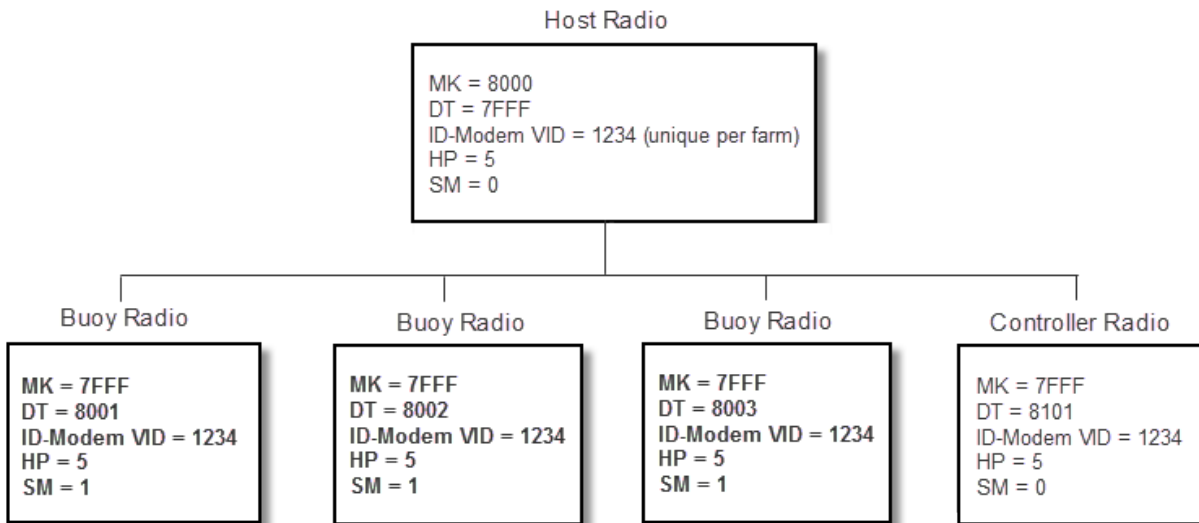 Host Radio
MK = 8000
DT = 7FFF
ID-Modem VID = 1234 (unique per farm)
HP = 5
SM = 0
Buoy Radio
MK = 7FFF
DT = 8001
ID-Modem VID = 1234
HP = 5
SM = 1
Buoy Radio
MK = 7FFF
DT = 8002
ID-Modem VID = 1234
HP = 5
SM = 1
Buoy Radio
MK = 7FFF
DT = 8003
ID-Modem VID = 1234
HP = 5
SM = 1
Controller Radio
MK = 7FFF
DT = 8101
ID-Modem VID = 1234
HP = 5
SM = 0